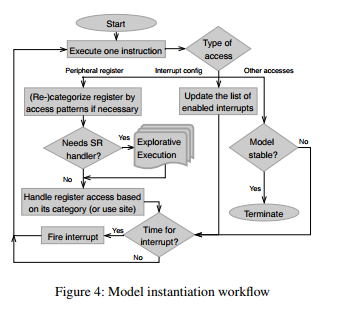 Start
Execute one instruction
Type of
access
Peripheral register
Interrupt config
Other accesses
(Re-)categorize register by
access patterns if necessary
Update the list of
enabled interrupts
Needs SR
handler?
Yes
Explorative
Execution
Model
stable?
No
No
Yes
Handle register access based
on its category (or use site)
Terminate
Fire interrupt
Yes
Time for
interrupt?
No
Figure 4: Model instantiation workflow